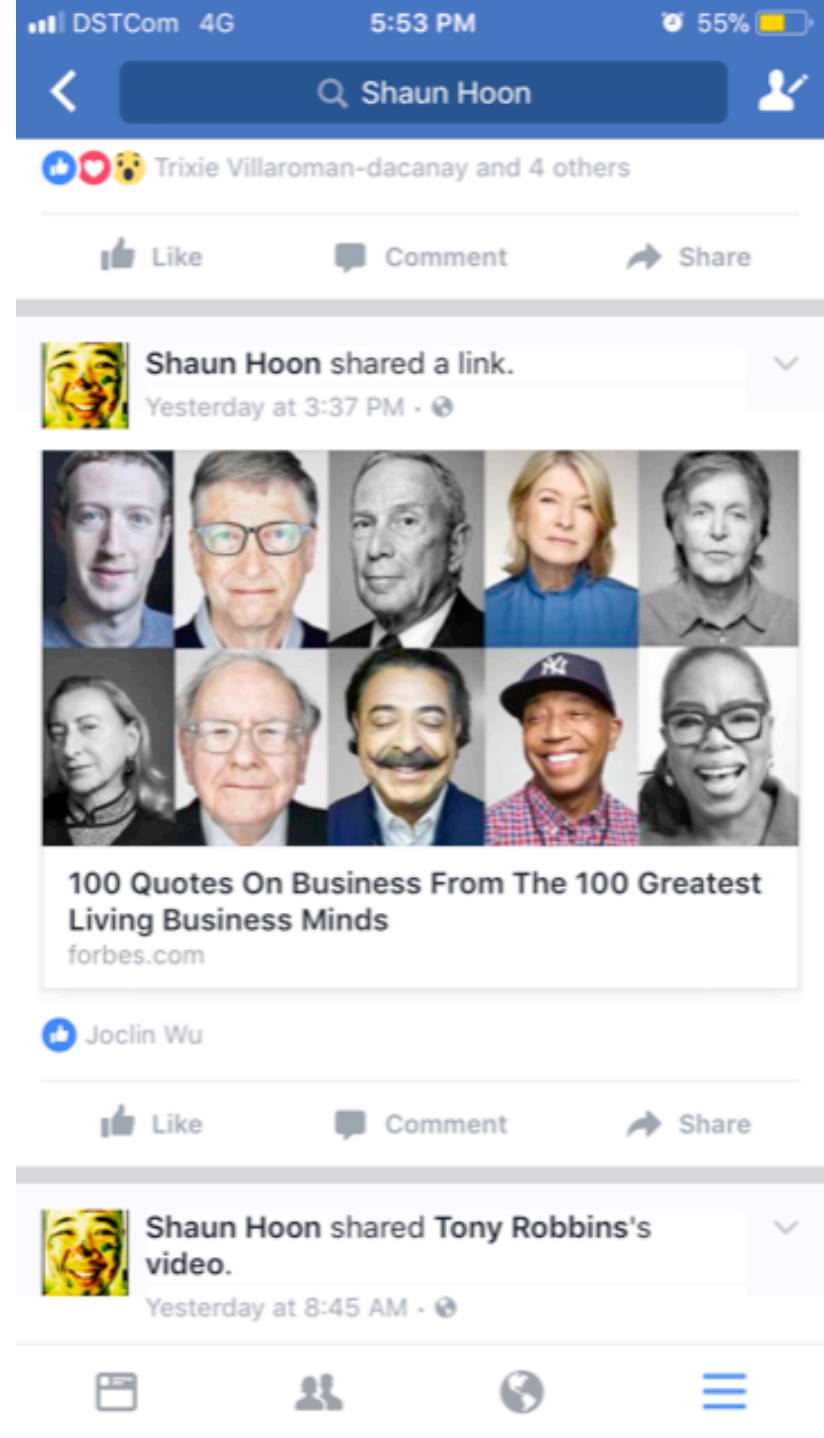 DSTCom 4G 5:53 PM 55%
Shaun Hoon
Trixie Villaroman-dacanay and 4 others
Like Comment Share
Shaun Hoon shared a link.
Yesterday at 3:37 PM ·
NY
100 Quotes On Business From The 100 Greatest
Living Business Minds
forbes.com
Joclin Wu
Like Comment Share
Shaun Hoon shared Tony Robbins's
video.
Yesterday at 8:45 AM ·